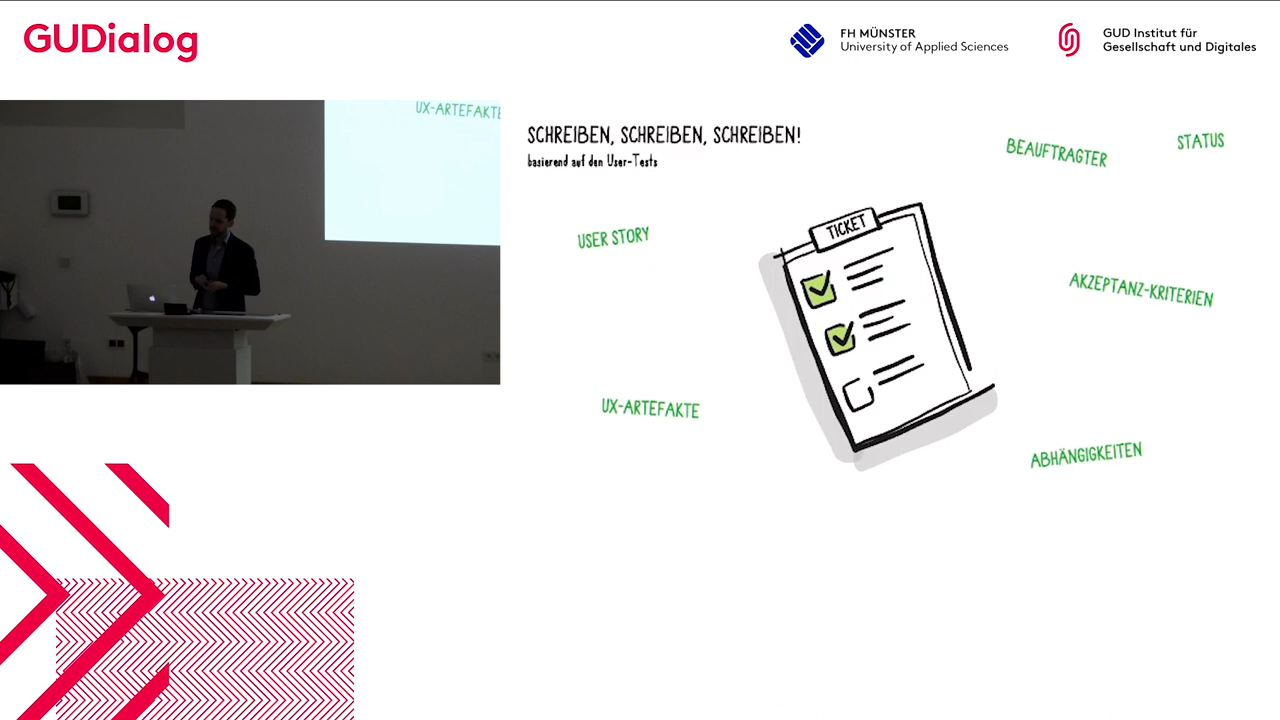 GUDialog
FH MÜNSTER
University of Applied Sciences
GUD Institut für
Gesellschaft und Digitales
UX-ARTEFAKTE
SCHREIBEN, SCHREIBEN, SCHREIBEN!
basierend auf den User-Tests
BEAUFTRAGTER
STATUS
USER STORY
TICKET
AKZEPTANZ-KRITERIEN
UX-ARTEFAKTE
ABHÄNGIGKEITEN